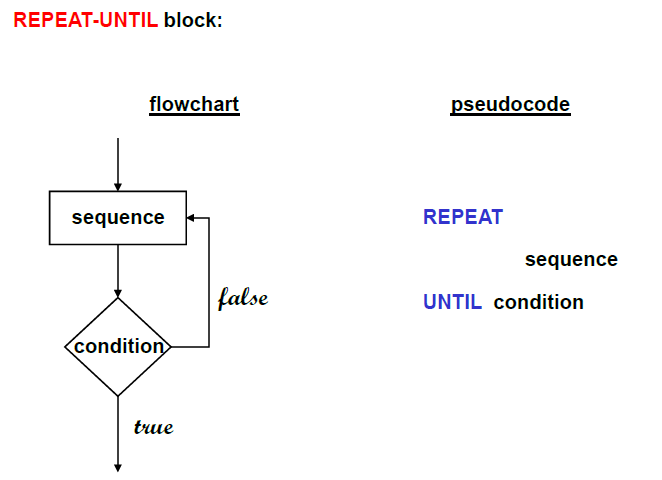 REPEAT-UNTIL block:
flowchart
pseudocode
sequence
false
condition
true
REPEAT
sequence
UNTIL condition